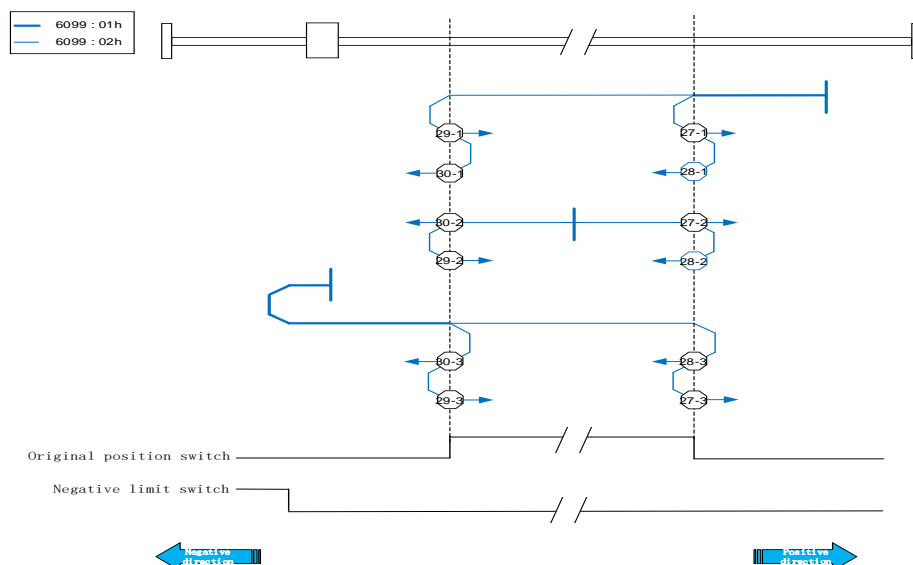 6099 : 01h
6099 : 02h
29-1
27-1
30-1
28-1
30-2
27-2
29-2
28-2
30-3
28-3
29-3
27-3
Original position switch
Negative limit switch
Negative
direction
Positive
direction